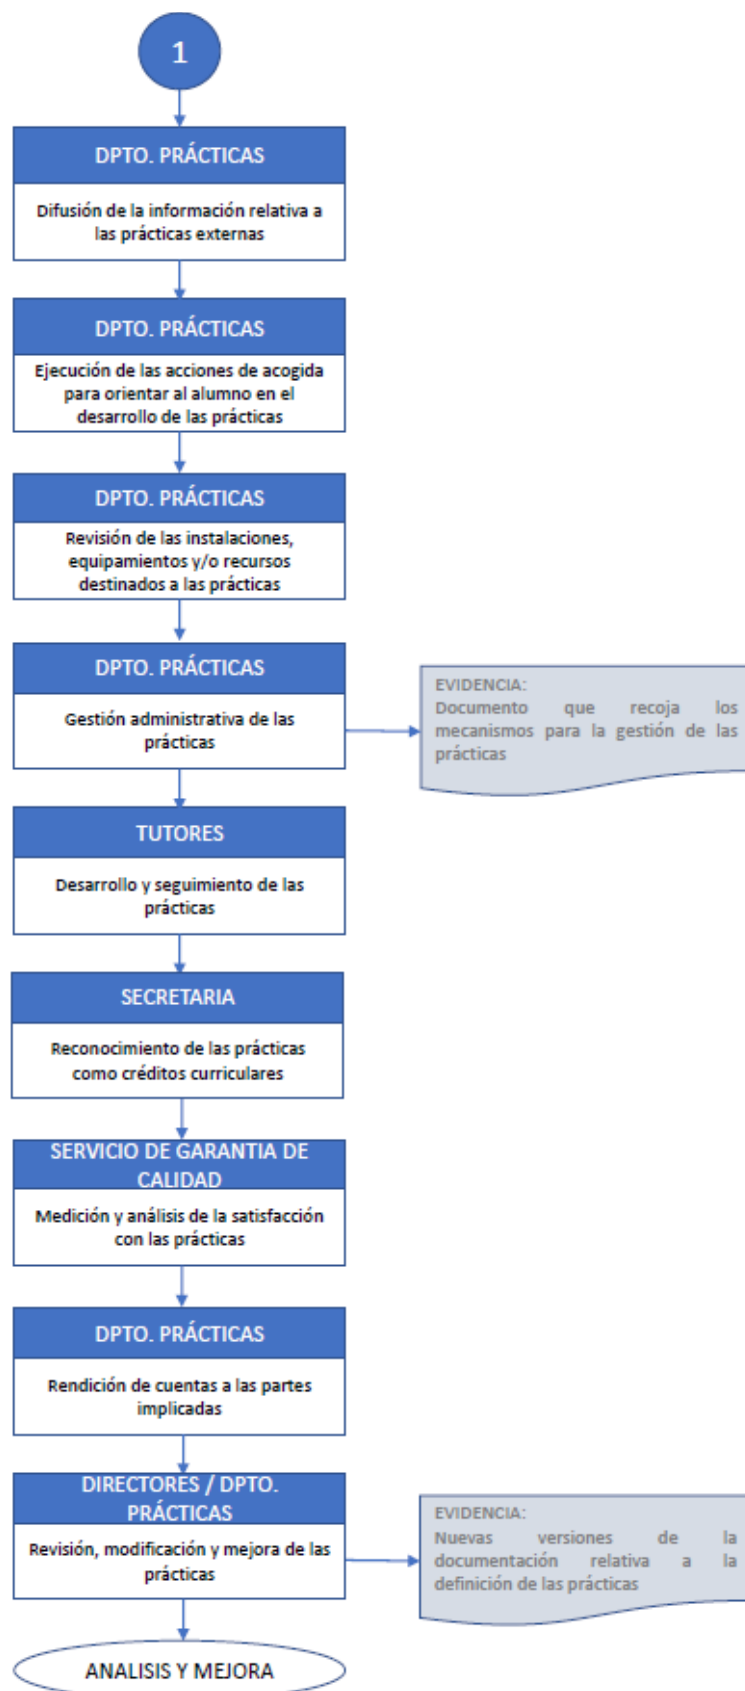 1
DPTO. PRÁCTICAS
Difusión de la información relativa a
las prácticas externas
DPTO. PRÁCTICAS
Ejecución de las acciones de acogida
para orientar al alumno en el
desarrollo de las prácticas
DPTO. PRÁCTICAS
Revisión de las instalaciones,
equipamientos y/o recursos
destinados a las prácticas
DPTO. PRÁCTICAS
Gestión administrativa de las
prácticas
EVIDENCIA:
Documento que recoja los
mecanismos para la gestión de las
prácticas
TUTORES
Desarrollo y seguimiento de las
prácticas
SECRETARIA
Reconocimiento de las prácticas
como créditos curriculares
SERVICIO DE GARANTIA DE
CALIDAD
Medición y análisis de la satisfacción
con las prácticas
DPTO. PRÁCTICAS
Rendición de cuentas a las partes
implicadas
DIRECTORES / DPTO.
PRÁCTICAS
Revisión, modificación y mejora de las
prácticas
EVIDENCIA:
Nuevas versiones de la
documentación relativa a la
definición de las prácticas
ANALISIS Y MEJORA